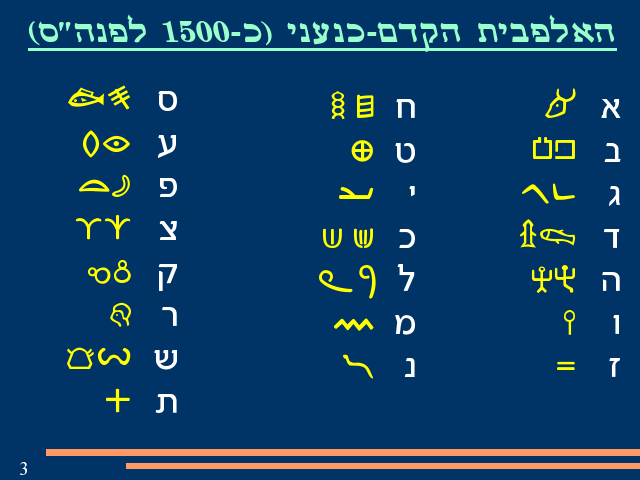 האלפבית הקדם-כנעני (כ-1500 לפנה"ס)
א
ב
ג
ד
ה
ו
ז
ח
ט
י
כ
ל
מ
נ
ס
ע
פ
צ
ק
ר
ש
ת
3